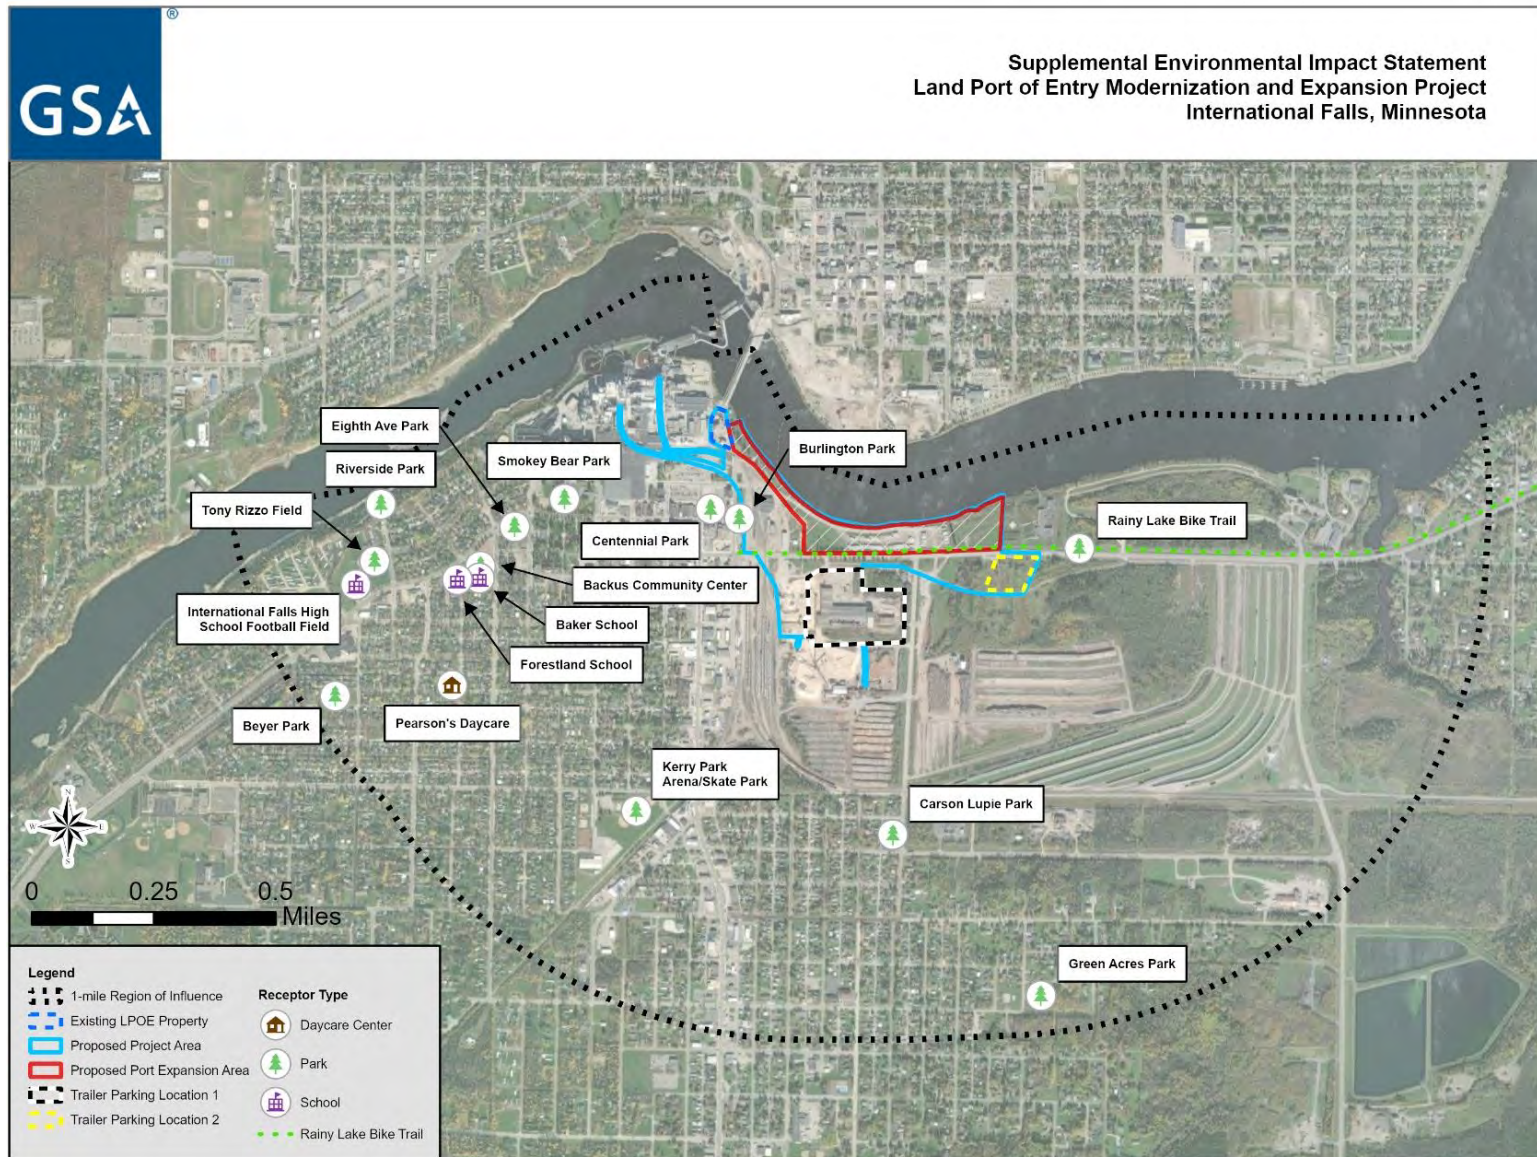 ®
GSA
Supplemental Environmental Impact Statement
Land Port of Entry Modernization and Expansion Project
International Falls, Minnesota
Eighth Ave Park
Burlington Park
Smokey Bear Park
Riverside Park
Tony Rizzo Field
Rainy Lake Bike Trail
Centennial Park
Backus Community Center
International Falls High
School Football Field
Baker School
Forestland School
Beyer Park
Pearson's Daycare
Kerry Park
Arena/Skate Park
Carson Lupie Park
N
W E
S
0 0.25 0.5
Miles
Green Acres Park
Legend
1-mile Region of Influence
Existing LPOE Property
Proposed Project Area
Proposed Port Expansion Area
Trailer Parking Location 1
Trailer Parking Location 2
Receptor Type
Daycare Center
Park
School
Rainy Lake Bike Trail